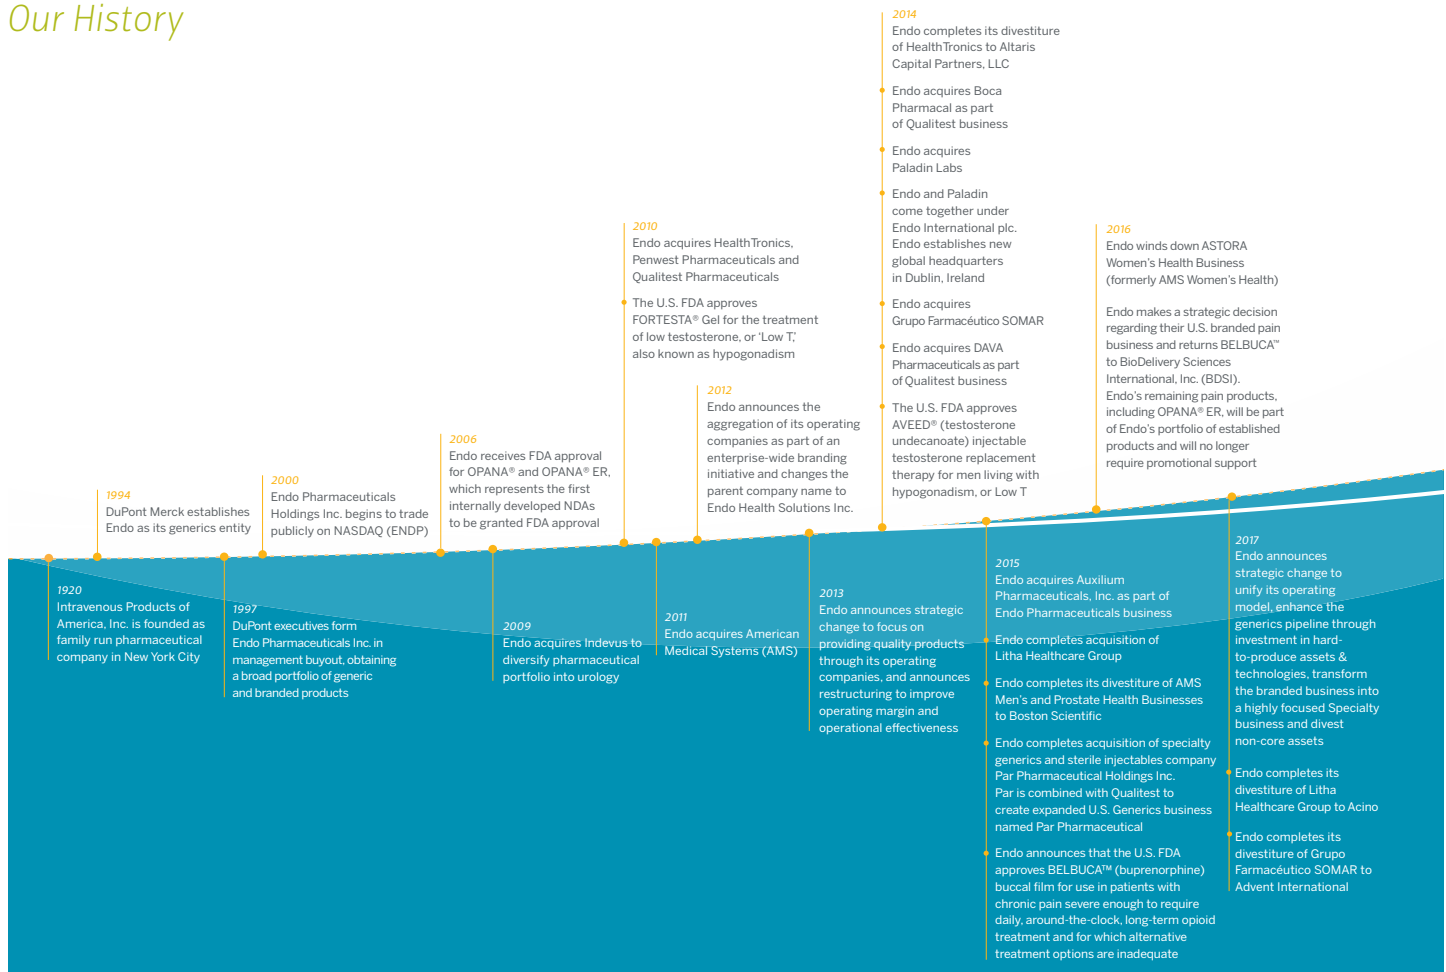 Our History
1920
Intravenous Products of
America, Inc. is founded as
family run pharmaceutical
company in New York City
1994
DuPont Merck establishes
Endo as its generics entity
1997
DuPont executives form
Endo Pharmaceuticals Inc. in
management buyout, obtaining
a broad portfolio of generic
and branded products
2000
Endo Pharmaceuticals
Holdings Inc. begins to trade
publicly on NASDAQ (ENDP)
2006
Endo receives FDA approval
for OPANA® and OPANA® ER,
which represents the first
internally developed NDAs
to be granted FDA approval
2009
Endo acquires Indevus to
diversify pharmaceutical
portfolio into urology
2010
Endo acquires HealthTronics,
Penwest Pharmaceuticals and
Qualitest Pharmaceuticals
The U.S. FDA approves
FORTESTA® Gel for the treatment
of low testosterone, or ‘Low T,’
also known as hypogonadism
2011
Endo acquires American
Medical Systems (AMS)
2012
Endo announces the
aggregation of its operating
companies as part of an
enterprise-wide branding
initiative and changes the
parent company name to
Endo Health Solutions Inc.
2013
Endo announces strategic
change to focus on
providing quality products
through its operating
companies, and announces
restructuring to improve
operating margin and
operational effectiveness
2014
Endo completes its divestiture
of HealthTronics to Altaris
Capital Partners, LLC
Endo acquires Boca
Pharmacal as part
of Qualitest business
Endo acquires
Paladin Labs
Endo and Paladin
come together under
Endo International plc.
Endo establishes new
global headquarters
in Dublin, Ireland
Endo acquires
Grupo Farmacéutico SOMAR
Endo acquires DAVA
Pharmaceuticals as part
of Qualitest business
The U.S. FDA approves
AVEED® (testosterone
undecanoate) injectable
testosterone replacement
therapy for men living with
hypogonadism, or Low T
2015
Endo acquires Auxilium
Pharmaceuticals, Inc. as part of
Endo Pharmaceuticals business
Endo completes acquisition of
Litha Healthcare Group
Endo completes its divestiture of AMS
Men’s and Prostate Health Businesses
to Boston Scientific
Endo completes acquisition of specialty
generics and sterile injectables company
Par Pharmaceutical Holdings Inc.
Par is combined with Qualitest to
create expanded U.S. Generics business
named Par Pharmaceutical
Endo announces that the U.S. FDA
approves BELBUCA™ (buprenorphine)
buccal film for use in patients with
chronic pain severe enough to require
daily, around-the-clock, long-term opioid
treatment and for which alternative
treatment options are inadequate
2016
Endo winds down ASTORA
Women’s Health Business
(formerly AMS Women’s Health)
Endo makes a strategic decision
regarding their U.S. branded pain
business and returns BELBUCA™
to BioDelivery Sciences
International, Inc. (BDSI).
Endo’s remaining pain products,
including OPANA® ER, will be part
of Endo’s portfolio of established
products and will no longer
require promotional support
2017
Endo announces
strategic change to
unify its operating
model, enhance the
generics pipeline through
investment in hard-
to-produce assets &
technologies, transform
the branded business into
a highly focused Specialty
business and divest
non-core assets
Endo completes its
divestiture of Litha
Healthcare Group to Acino
Endo completes its
divestiture of Grupo
Farmacéutico SOMAR to
Advent International